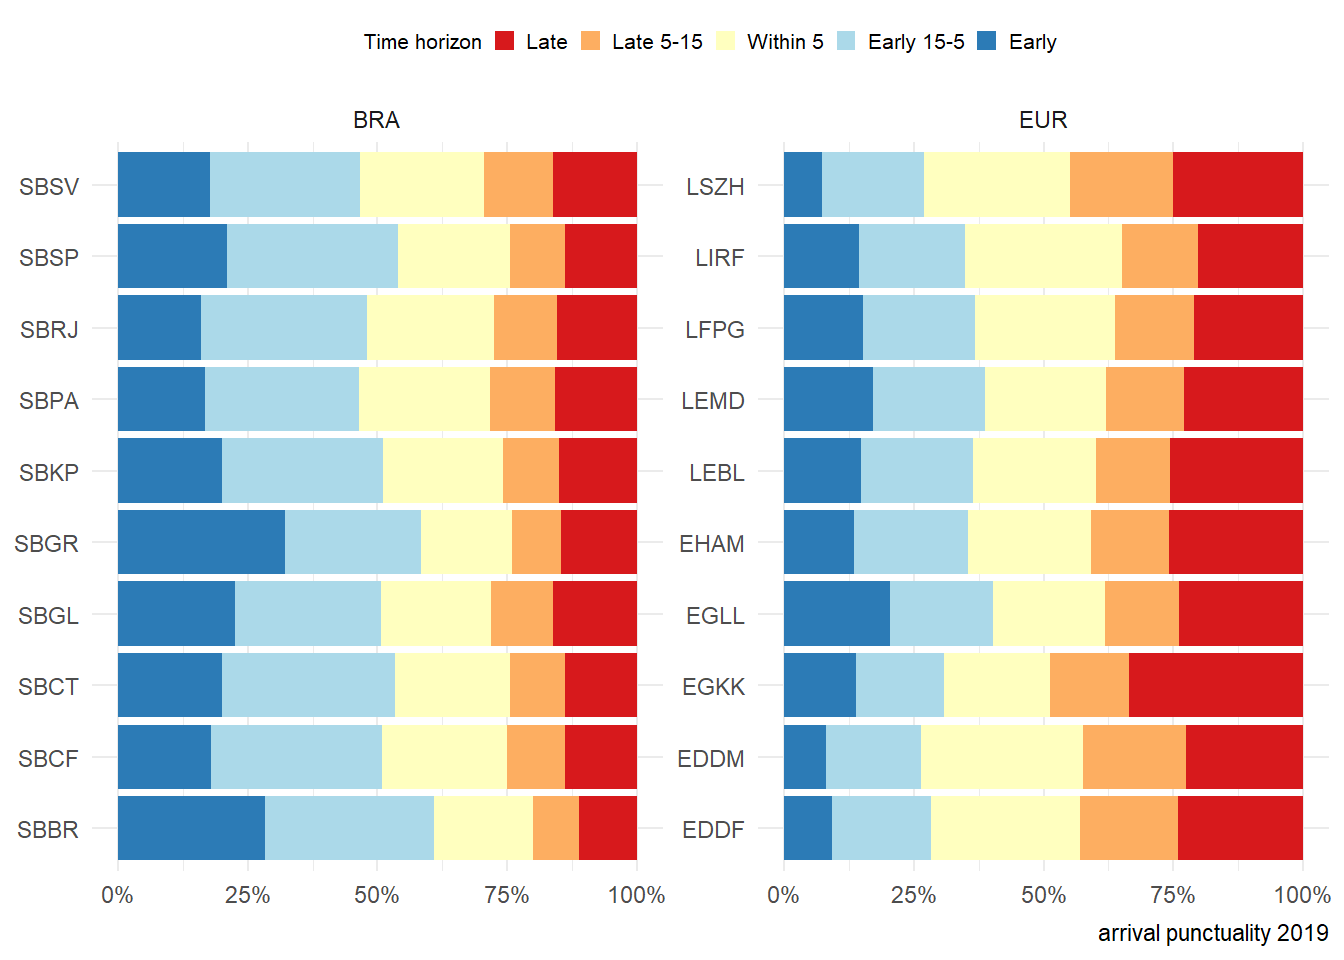 Time horizon Late Late 5-15 Within 5 Early 15-5 Early
BRA
EUR
SBSV
SBSP
SBRJ
SBPA
SBKP
SBGR
SBGL
SBCT
SBCF
SBBR
0% 25% 50% 75% 100%
LSZH
LIRF
LFPG
LEMD
LEBL
EHAM
EGLL
EGKK
EDDM
EDDF
0% 25% 50% 75% 100%
arrival punctuality 2019